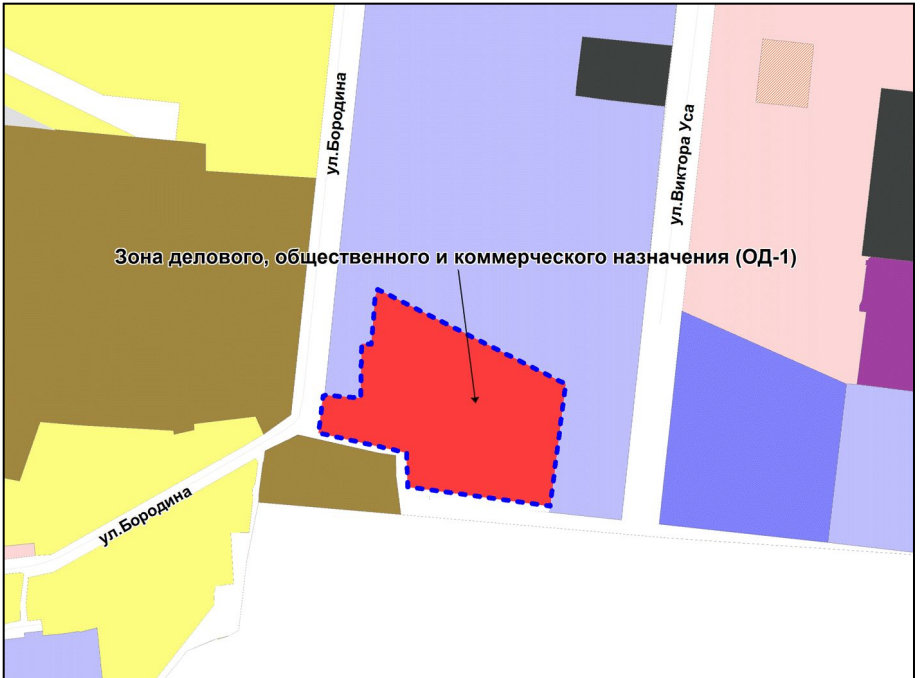 ул.Бородина
ул.Виктора Уса
Зона делового, общественного и коммерческого назначения (ОД-1)
ул.Бородина